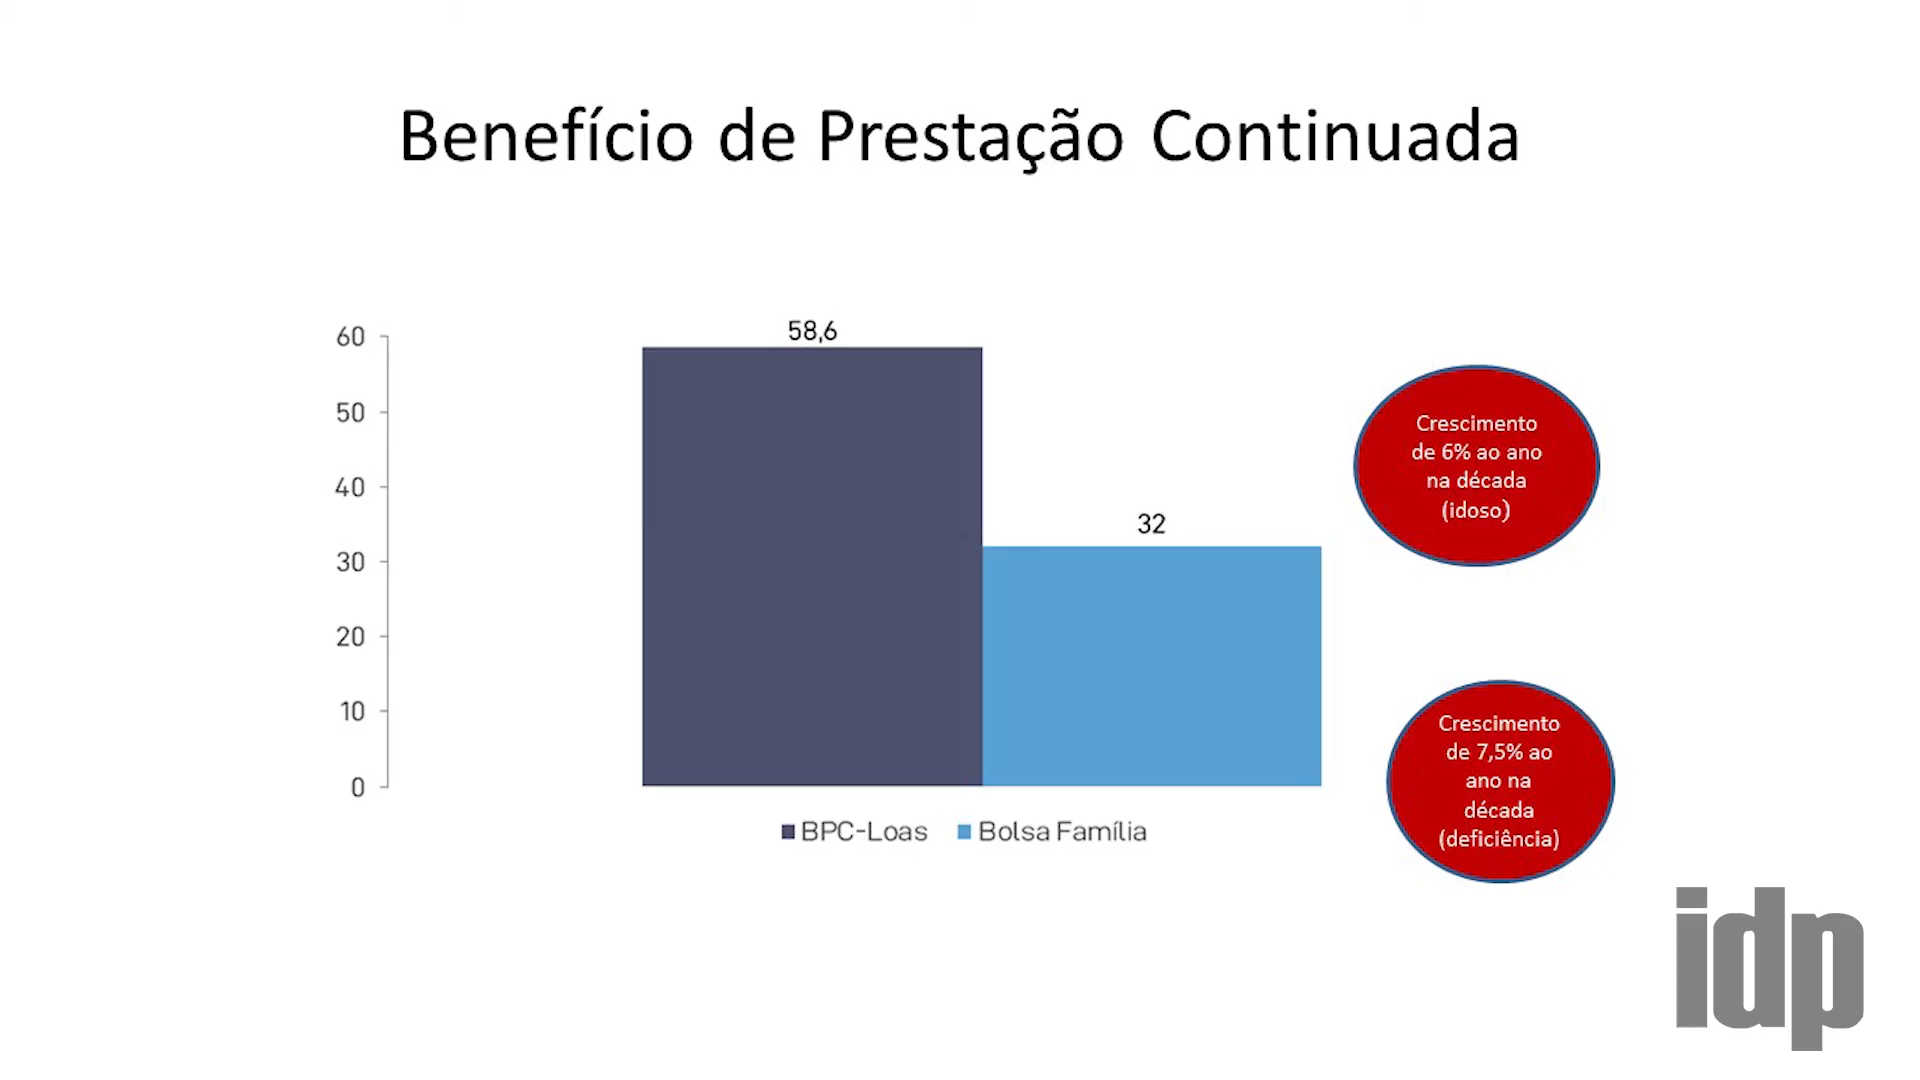 Benefício de Prestação Continuada
60
50
40
30
20
10
0
58,6
32
BPC-Loas
Bolsa Família
Crescimento
de 6% ao ano
na década
(idoso)
Crescimento
de 7,5% ao
ano na
década
(deficiência)
idp